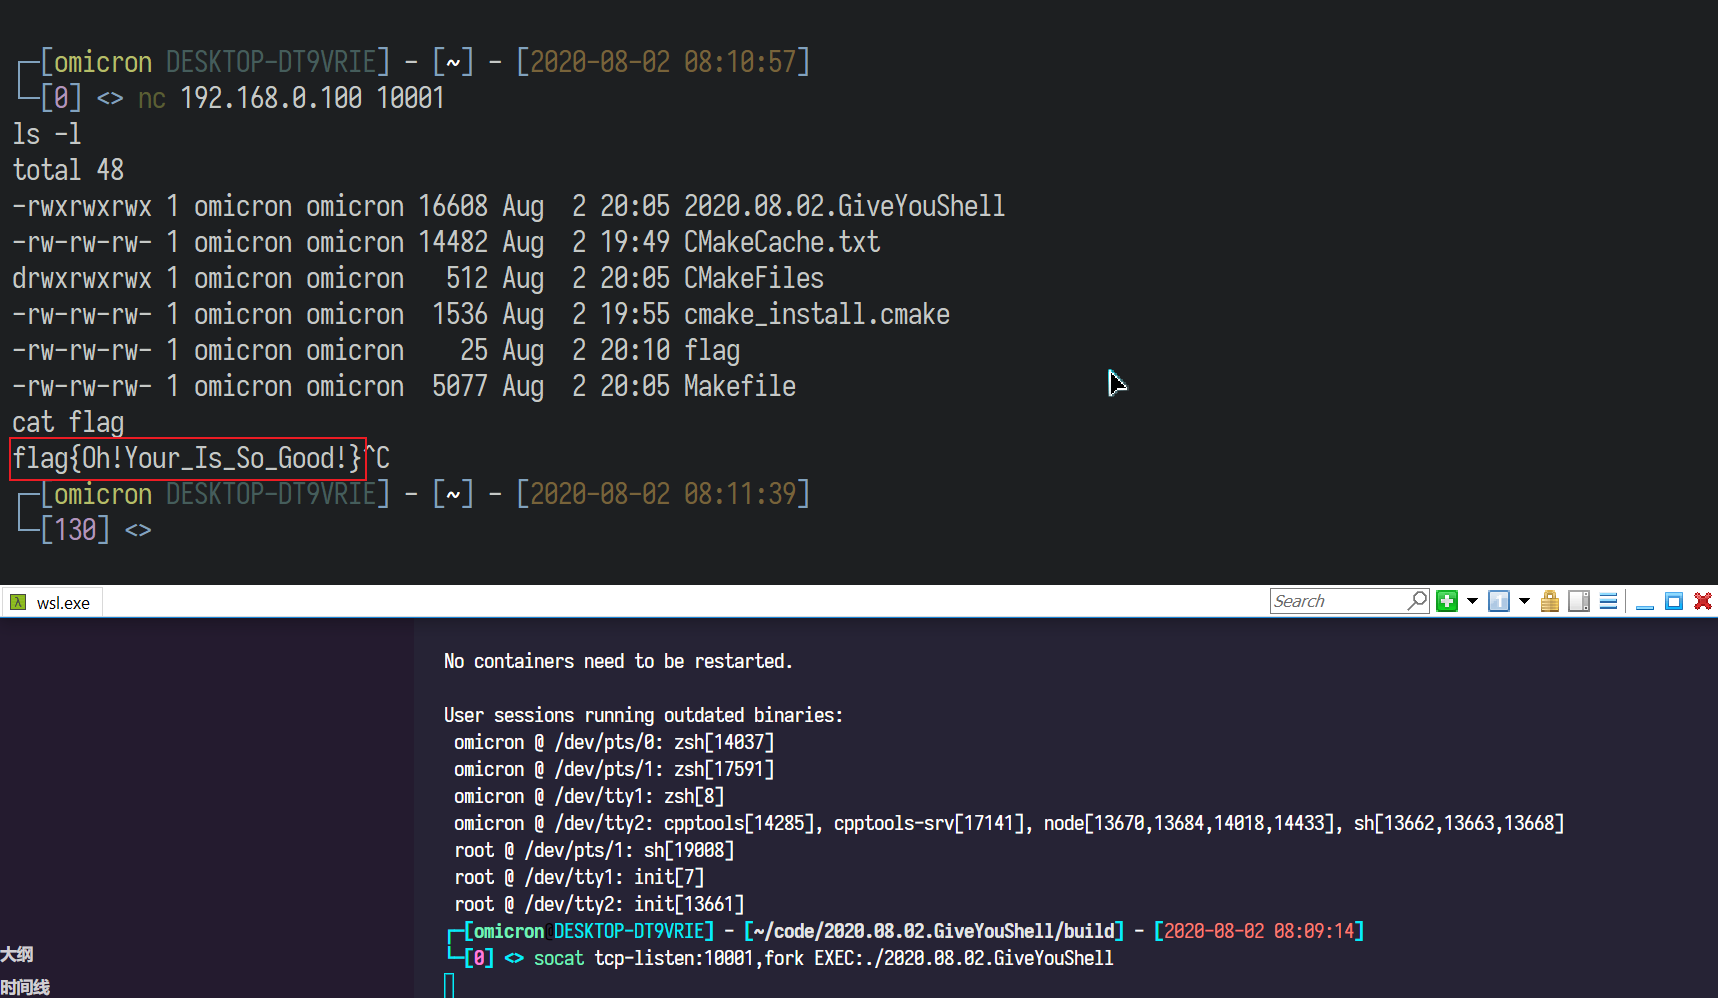 [omicron DESKTOP-DT9VRIE] - [~] - [2020-08-02 08:10:57]
[0] <> nc 192.168.0.100 10001
ls -l
total 48
-rwxrwxrwx 1 omicron omicron 16608 Aug  2 20:05 2020.08.02.GiveYouShell
-rw-rw-rw- 1 omicron omicron 14482 Aug  2 19:49 CMakeCache.txt
drwxrwxrwx 1 omicron omicron   512 Aug  2 20:05 CMakeFiles
-rw-rw-rw- 1 omicron omicron  1536 Aug  2 19:55 cmake_install.cmake
-rw-rw-rw- 1 omicron omicron    25 Aug  2 20:10 flag
-rw-rw-rw- 1 omicron omicron  5077 Aug  2 20:05 Makefile
cat flag
flag{Oh!Your_Is_So_Good!}^C
[omicron DESKTOP-DT9VRIE] - [~] - [2020-08-02 08:11:39]
[130] <>
λ wsl.exe
Search
1
No containers need to be restarted.
User sessions running outdated binaries:
omicron @ /dev/pts/0: zsh[14037]
omicron @ /dev/pts/1: zsh[17591]
omicron @ /dev/tty1: zsh[8]
omicron @ /dev/tty2: cpptools[14285], cpptools-srv[17141], node[13670,13684,14018,14433], sh[13662,13663,13668]
root @ /dev/pts/1: sh[19008]
root @ /dev/tty1: init[7]
root @ /dev/tty2: init[13661]
[omicron@DESKTOP-DT9VRIE] - [~/code/2020.08.02.GiveYouShell/build] - [2020-08-02 08:09:14]
[0] <> socat tcp-listen:10001,fork EXEC:./2020.08.02.GiveYouShell
大纲
时间线